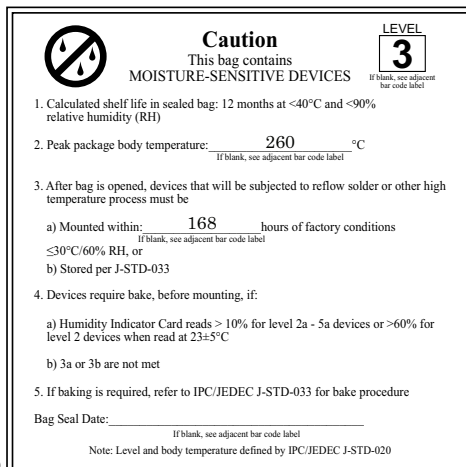 Caution
This bag contains
MOISTURE-SENSITIVE DEVICES
LEVEL
3
If blank, see adjacent
bar code label
1. Calculated shelf life in sealed bag: 12 months at <40°C and <90%
relative humidity (RH)
2. Peak package body temperature: 260 °C
If blank, see adjacent bar code label
3. After bag is opened, devices that will be subjected to reflow solder or other high
temperature process must be
a) Mounted within: 168 hours of factory conditions
If blank, see adjacent bar code label
≤30°C/60% RH, or
b) Stored per J-STD-033
4. Devices require bake, before mounting, if:
a) Humidity Indicator Card reads > 10% for level 2a - 5a devices or >60% for
level 2 devices when read at 23±5°C
b) 3a or 3b are not met
5. If baking is required, refer to IPC/JEDEC J-STD-033 for bake procedure
Bag Seal Date:
If blank, see adjacent bar code label
Note: Level and body temperature defined by IPC/JEDEC J-STD-020